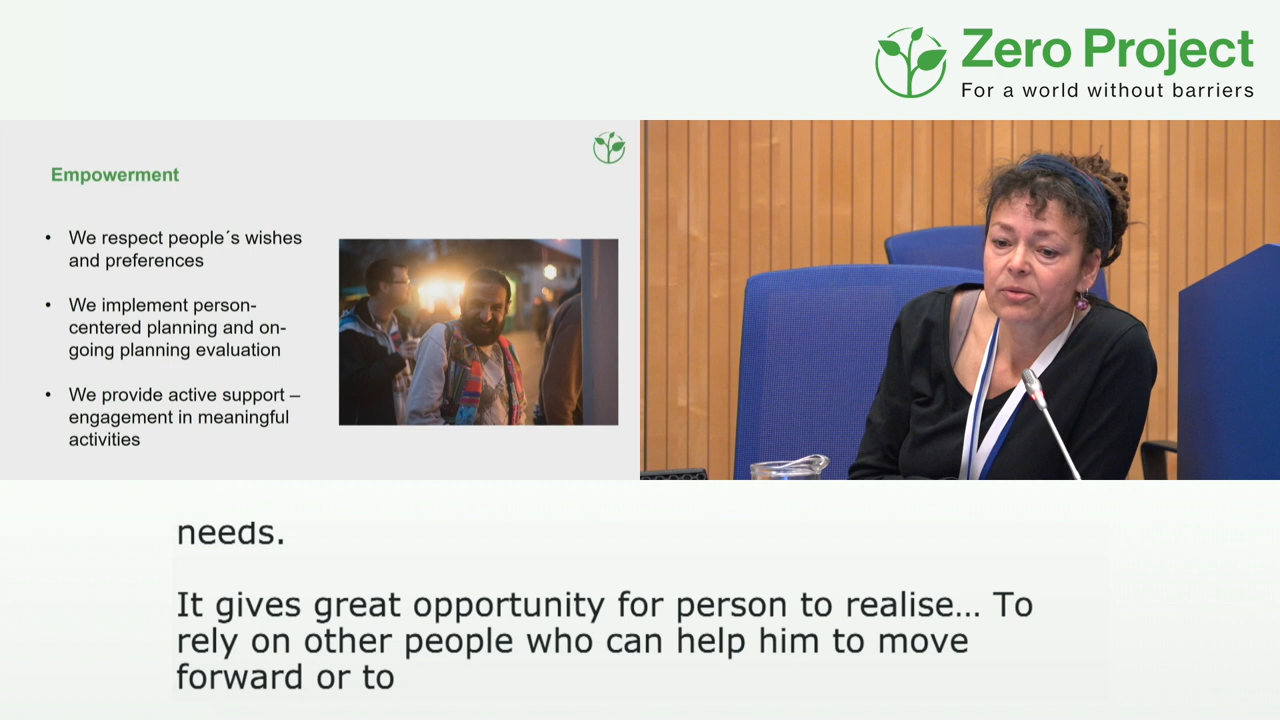 Zero Project
For a world without barriers
Empowerment
• We respect people´s wishes
and preferences
• We implement person-
centered planning and on-
going planning evaluation
• We provide active support –
engagement in meaningful
activities
needs.
It gives great opportunity for person to realise... To
rely on other people who can help him to move
forward or to